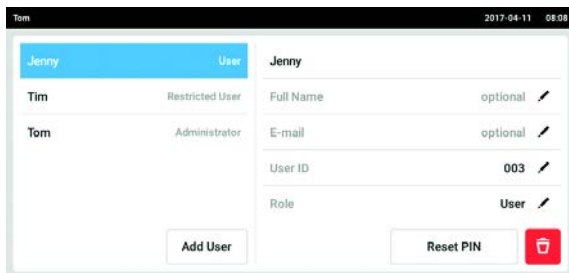 Tom 2017-04-11 08:08
Jenny User
Tim Restricted User
Tom Administrator
Add User
Jenny
Full Name optional
E-mail optional
User ID 003
Role User
Reset PIN